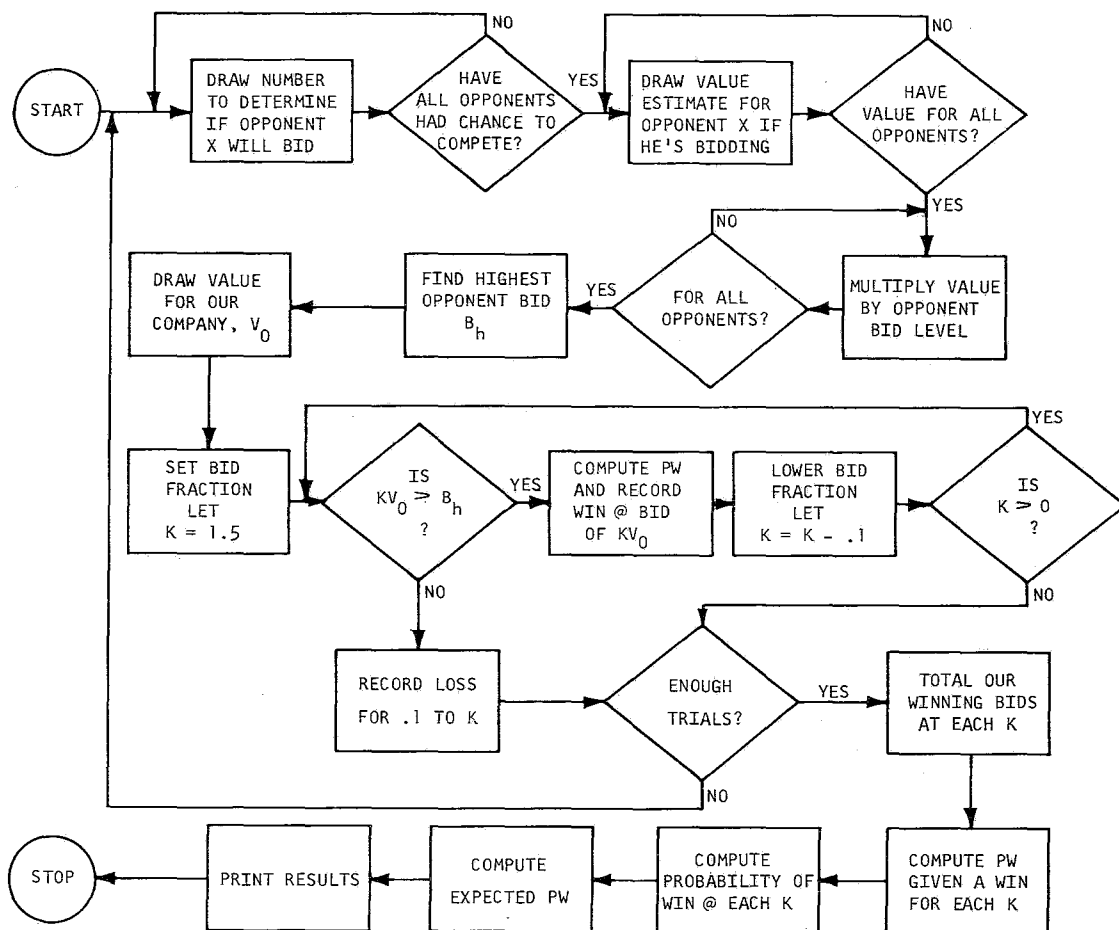 START
DRAW NUMBER
TO DETERMINE
IF OPPONENT
X WILL BID
NO
HAVE
ALL OPPONENTS
HAD CHANCE TO
COMPETE?
YES
DRAW VALUE
ESTIMATE FOR
OPPONENT X IF
HE'S BIDDING
NO
HAVE
VALUE FOR ALL
OPPONENTS?
YES
MULTIPLY VALUE
BY OPPONENT
BID LEVEL
NO
FOR ALL
OPPONENTS?
YES
FIND HIGHEST
OPPONENT BID
B_h
DRAW VALUE
FOR OUR
COMPANY, V_0
SET BID
FRACTION
LET
K = 1.5
IS
KV_0 ≥ B_h
?
YES
COMPUTE PW
AND RECORD
WIN @ BID
OF KV_0
LOWER BID
FRACTION
LET
K = K - .1
YES
IS
K > 0
?
NO
NO
RECORD LOSS
FOR .1 TO K
ENOUGH
TRIALS?
YES
NO
TOTAL OUR
WINNING BIDS
AT EACH K
COMPUTE PW
GIVEN A WIN
FOR EACH K
COMPUTE
PROBABILITY OF
WIN @ EACH K
COMPUTE
EXPECTED PW
PRINT RESULTS
STOP